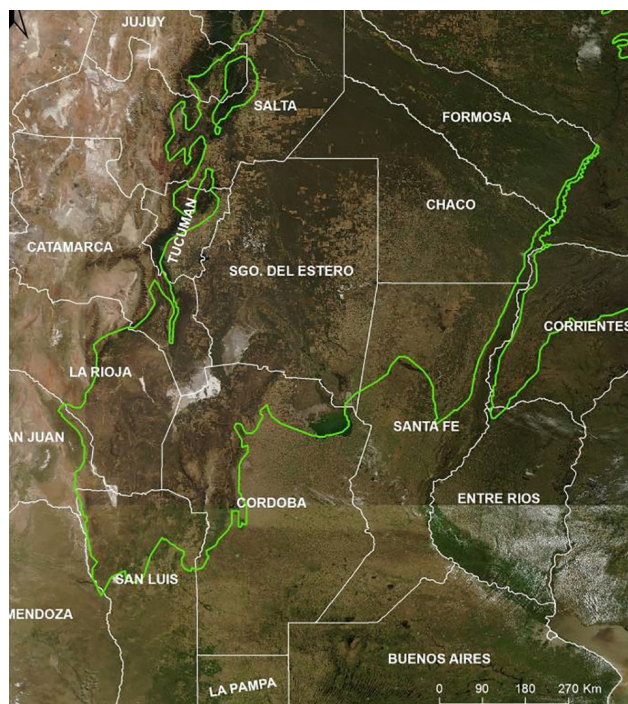 JUJUY
SALTA
FORMOSA
CHACO
TUCUMAN
CATAMARCA
SGO. DEL ESTERO
CORRIENTES
LA RIOJA
SANTA FE
AN JUAN
ENTRE RIOS
CORDOBA
SAN LUIS
MENDOZA
BUENOS AIRES
LA PAMPA
0 90 180 270 Km